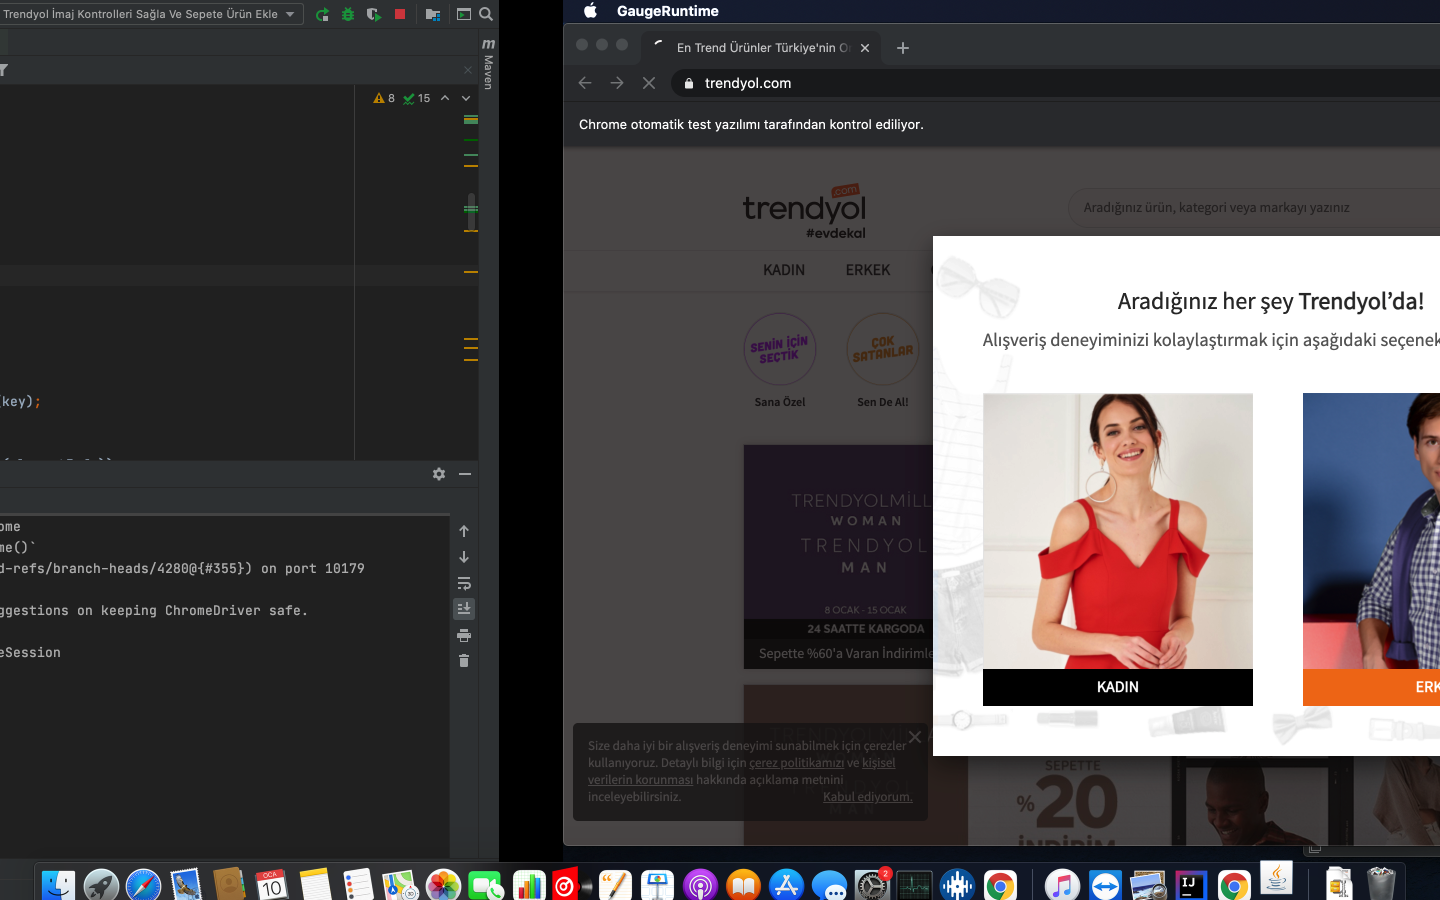 Trendyol İmaj Kontrolleri Sağla Ve Sepete Ürün Ekle
GaugeRuntime
En Trend Ürünler Türkiye'nin O
trendyol.com
Chrome otomatik test yazılımı tarafından kontrol ediliyor.
m
Maven
8
15
key);
ome
me()`
d-refs/branch-heads/4280@{#355}) on port 10179
ggestions on keeping ChromeDriver safe.
eSession
.com
trendyol
#evdekal
Aradığınız ürün, kategori veya markayı yazınız
KADIN
ERKEK
SENİN İÇİN
SEÇTİK
ÇOK
SATANLAR
Sana Özel
Sen De Al!
TRENDYOLMİLL
WOMAN
TRENDYOL
MAN
8 OCAK - 15 OCAK
24 SAATTE KARGODA
Sepette %60'a Varan İndirimle
Aradığınız her şey Trendyol'da!
Alışveriş deneyiminizi kolaylaştırmak için aşağıdaki seçenek
KADIN
ERK
Size daha iyi bir alışveriş deneyimi sunabilmek için çerezler
kullanıyoruz. Detaylı bilgi için çerez politikamızı ve kişisel
verilerin korunması hakkında açıklama metnini
inceleyebilirsiniz.
Kabul ediyorum.
SEPETTE
%20
İNDİRİM
OCA
10
2
IJ